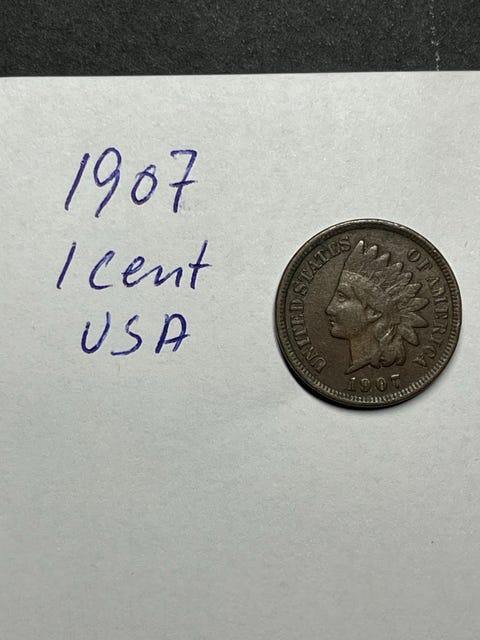 1907
1 cent
USA
UNITED STATES OF AMERICA
1907